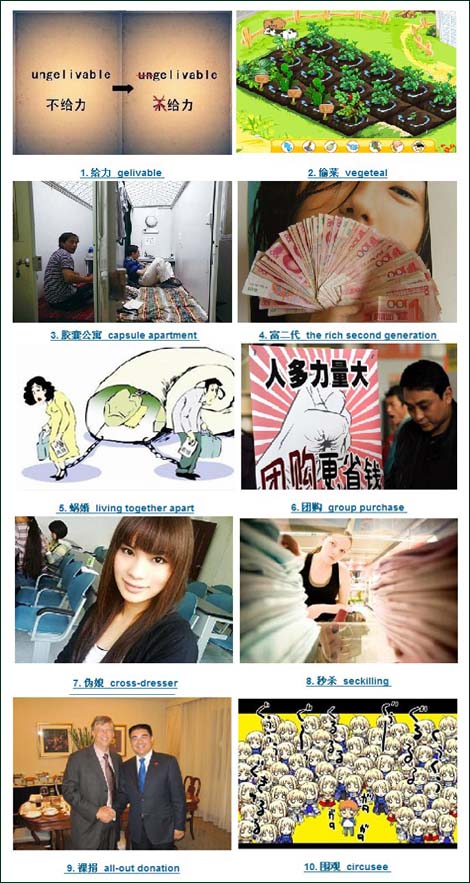 ungelivable
ungelivable
不给力
不给力
1. 给力 gelivable
2. 偷菜 vegeteal
3. 胶囊公寓 capsule apartment
4. 富二代 the rich second generation
人多力量大
团购更省钱
5. 蜗婚 living together apart
6. 团购 group purchase
7. 伪娘 cross-dresser
8. 秒杀 seckilling
9. 裸捐 all-out donation
10. 围观 circusee